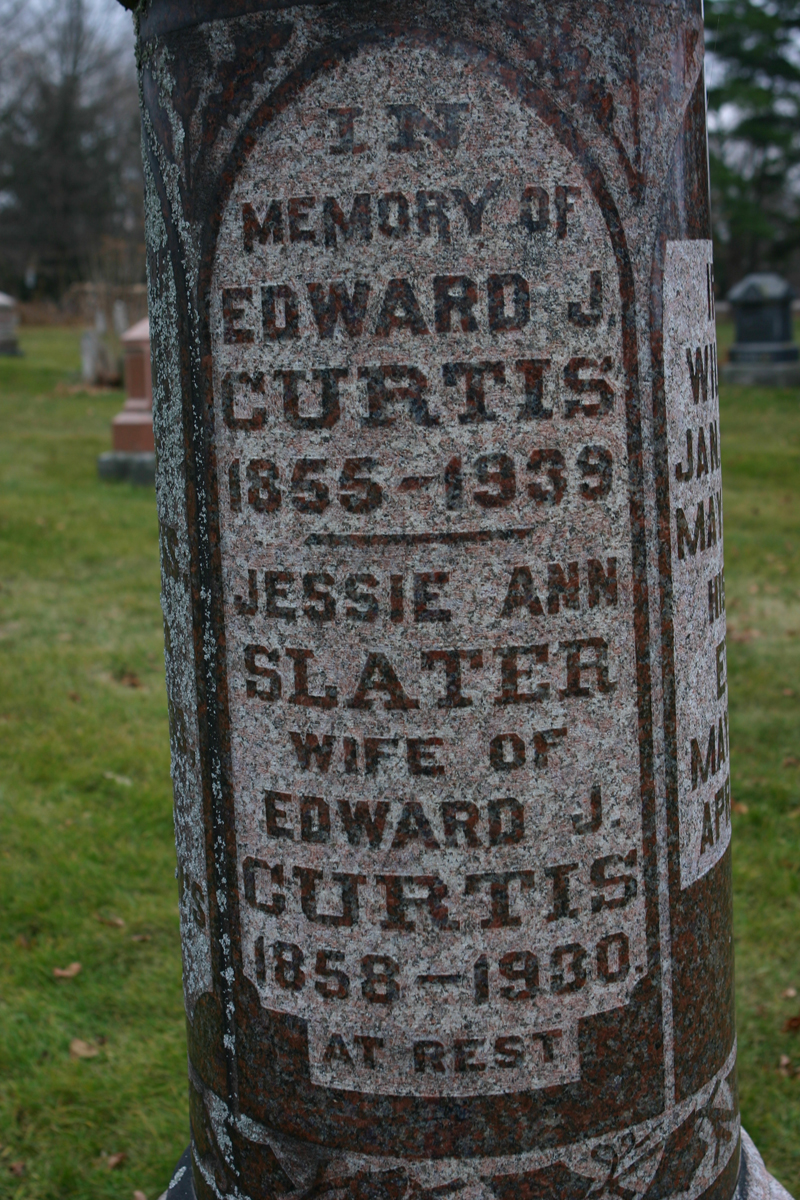 IN
MEMORY OF
EDWARD J.
CURTIS
1855-1939
JESSIE ANN
SLATER
WIFE OF
EDWARD J.
CURTIS
1858-1930.
AT REST